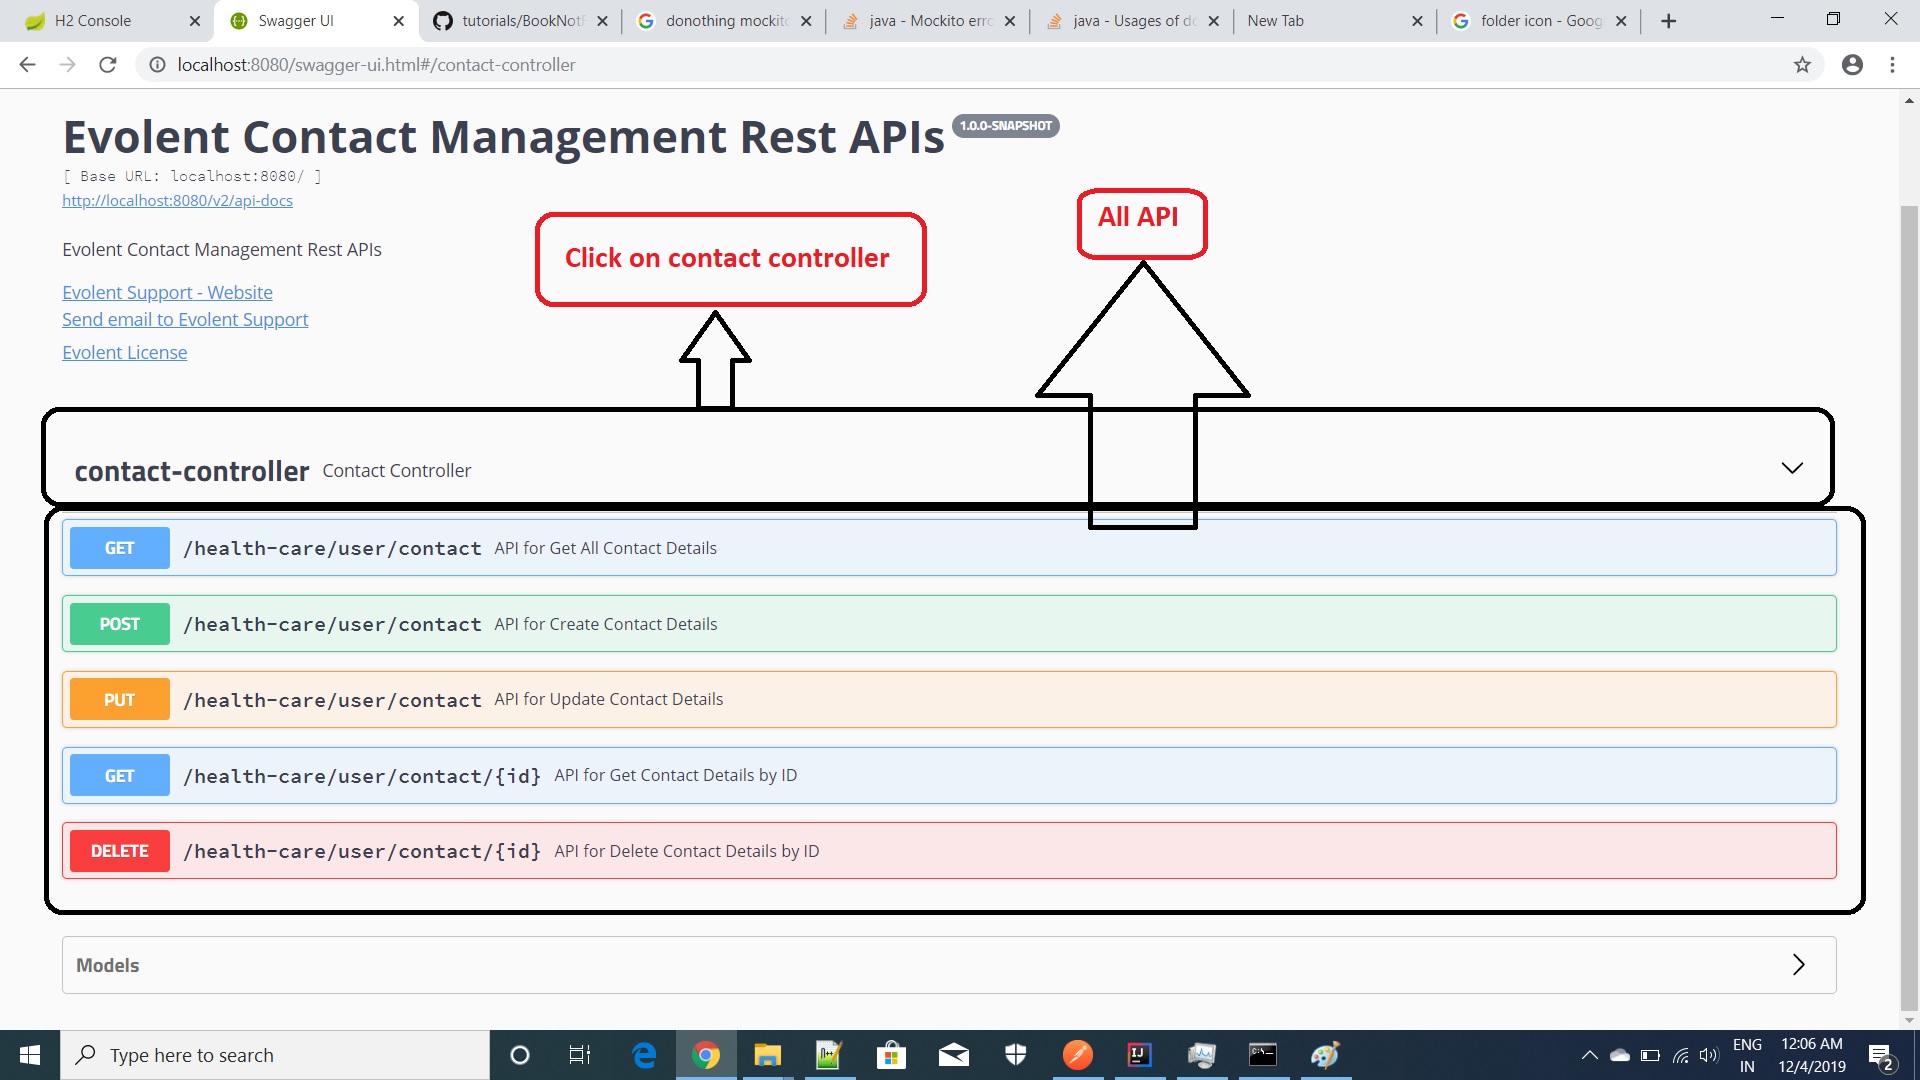 H2 Console
Swagger UI
tutorials/BookNot
donothing mockit
java - Mockito erro
java - Usages of d
New Tab
folder icon - Goog
localhost:8080/swagger-ui.html#/contact-controller
Evolent Contact Management Rest APIs 1.0.0-SNAPSHOT
[ Base URL: localhost:8080/ ]
http://localhost:8080/v2/api-docs
All API
Click on contact controller
Evolent Contact Management Rest APIs
Evolent Support - Website
Send email to Evolent Support
Evolent License
contact-controller Contact Controller
GET /health-care/user/contact API for Get All Contact Details
POST /health-care/user/contact API for Create Contact Details
PUT /health-care/user/contact API for Update Contact Details
GET /health-care/user/contact/{id} API for Get Contact Details by ID
DELETE /health-care/user/contact/{id} API for Delete Contact Details by ID
Models
Type here to search
ENG
IN
12:06 AM
12/4/2019
2